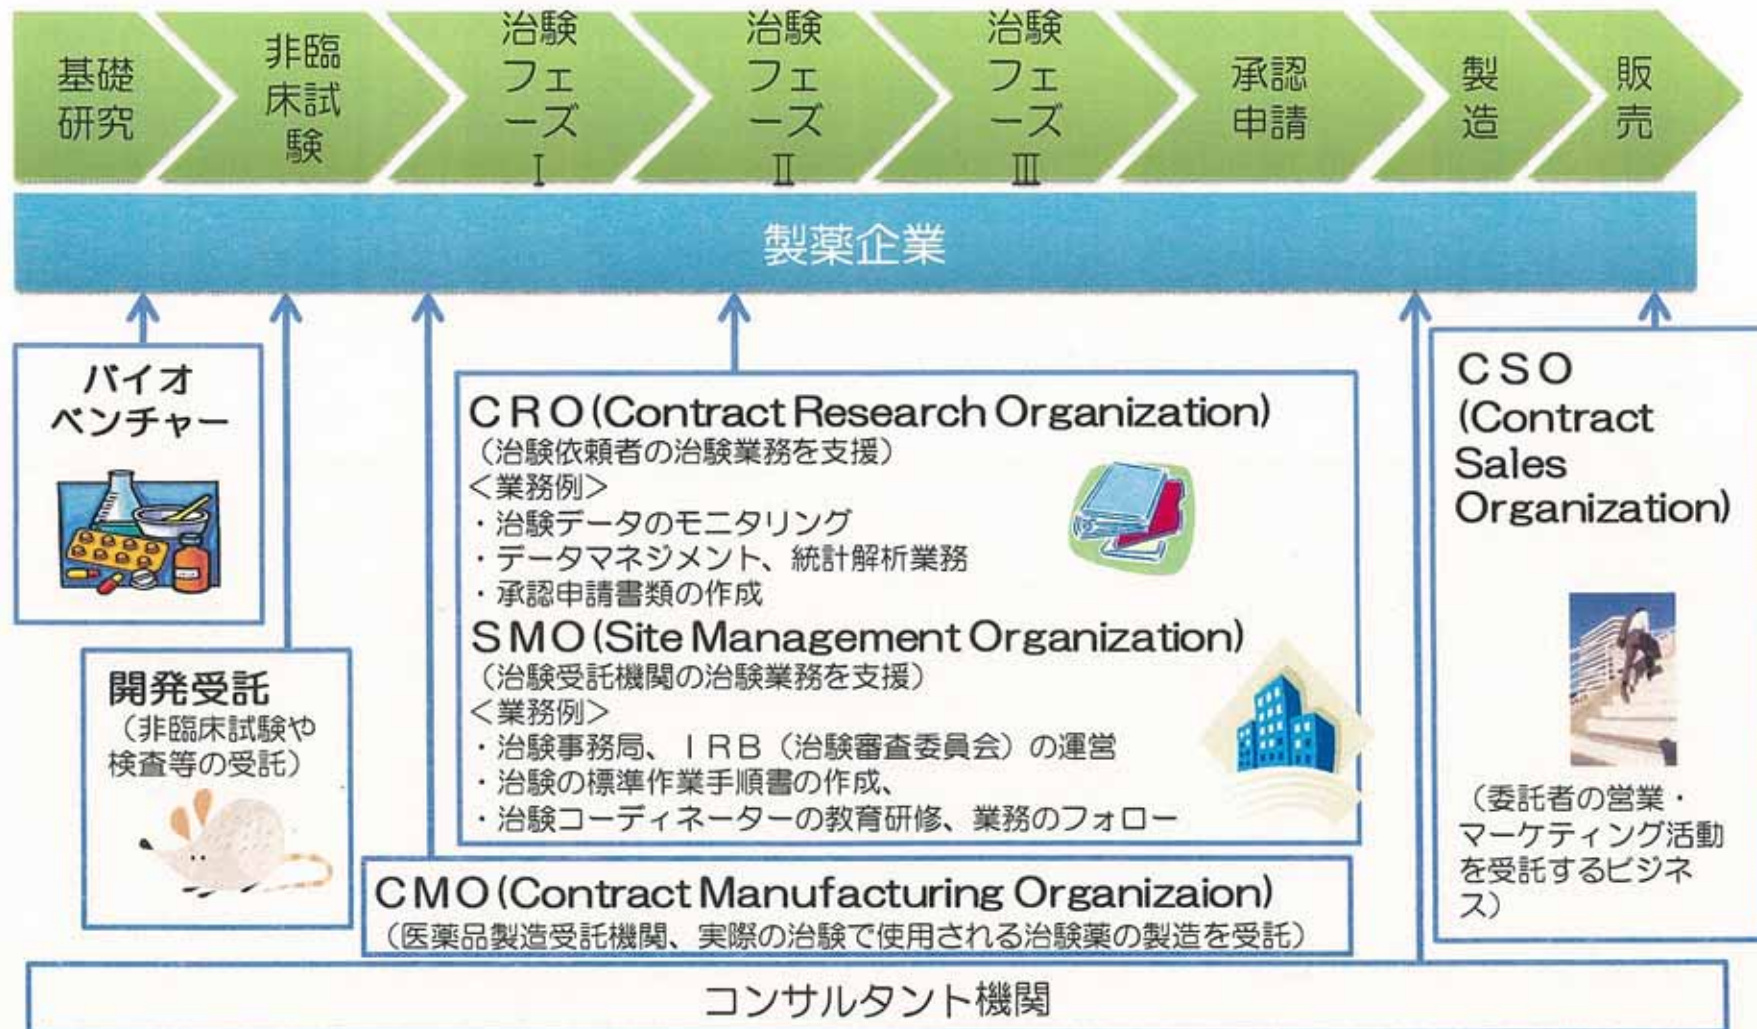 基礎
研究
非臨
床試
験
治験
フェ
ーズ
Ⅰ
治験
フェ
ーズ
Ⅱ
治験
フェ
ーズ
Ⅲ
承認
申請
製
造
販
売
製薬企業
バイオ
ベンチャー
開発受託
（非臨床試験や
検査等の受託）
ＣＲＯ(Contract Research Organization)
（治験依頼者の治験業務を支援）
＜業務例＞
・治験データのモニタリング
・データマネジメント、統計解析業務
・承認申請書類の作成
ＳＭＯ(Site Management Organization)
（治験受託機関の治験業務を支援）
＜業務例＞
・治験事務局、ＩＲＢ（治験審査委員会）の運営
・治験の標準作業手順書の作成、
・治験コーディネーターの教育研修、業務のフォロー
ＣＭＯ(Contract Manufacturing Organizaion)
（医薬品製造受託機関、実際の治験で使用される治験薬の製造を受託）
ＣＳＯ
(Contract
Sales
Organization)
（委託者の営業・
マーケティング活動
を受託するビジネ
ス）
コンサルタント機関